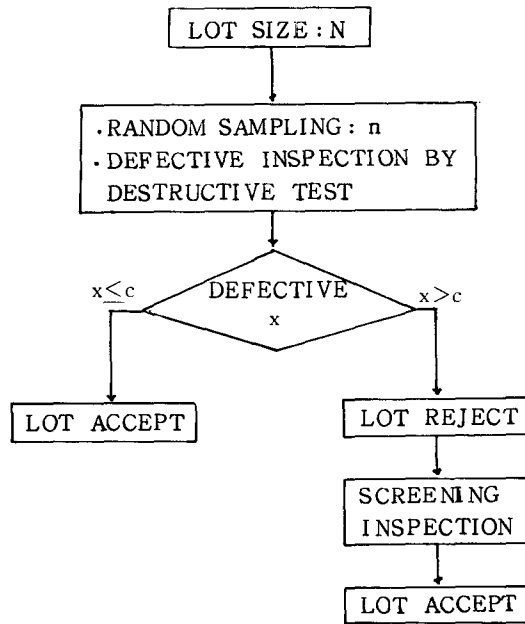 LOT SIZE : N
· RANDOM SAMPLING : n
· DEFECTIVE INSPECTION BY
DESTRUCTIVE TEST
x≤c
DEFECTIVE
x
x>c
LOT ACCEPT
LOT REJECT
SCREENING
INSPECTION
LOT ACCEPT